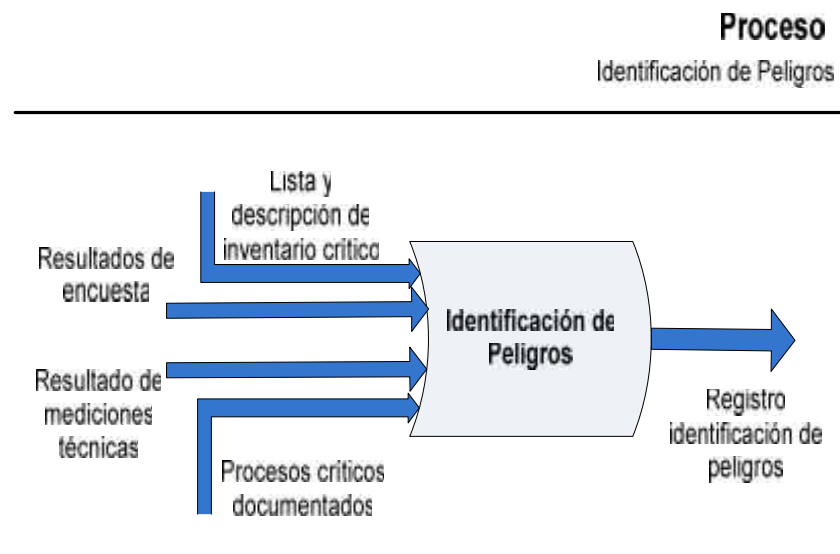 Proceso
Identificación de Peligros
Lista y
descripción de
inventario critico
Resultados de
encuesta
Identificación de
Peligros
Resultado de
mediciones
técnicas
Registro
identificación de
peligros
Procesos criticos
documentados